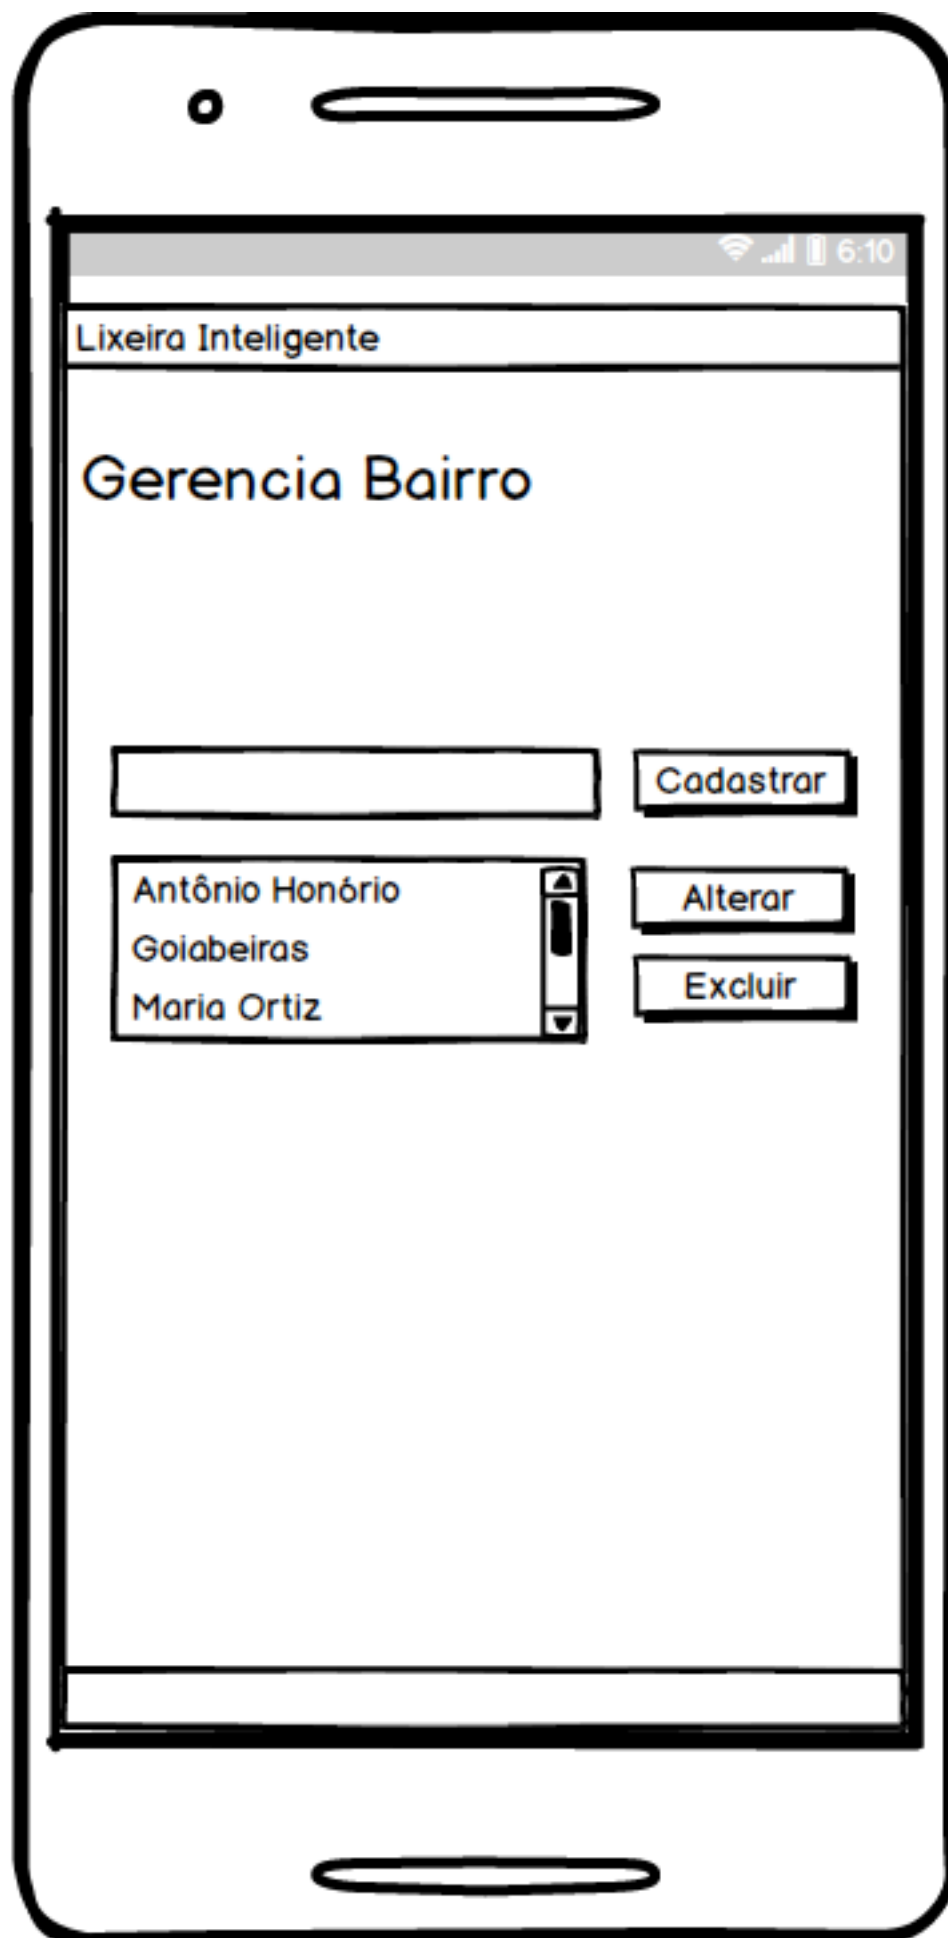 6:10
Lixeira Inteligente
Gerencia Bairro
Cadastrar
Antônio Honório
Goiabeiras
Maria Ortiz
Alterar
Excluir